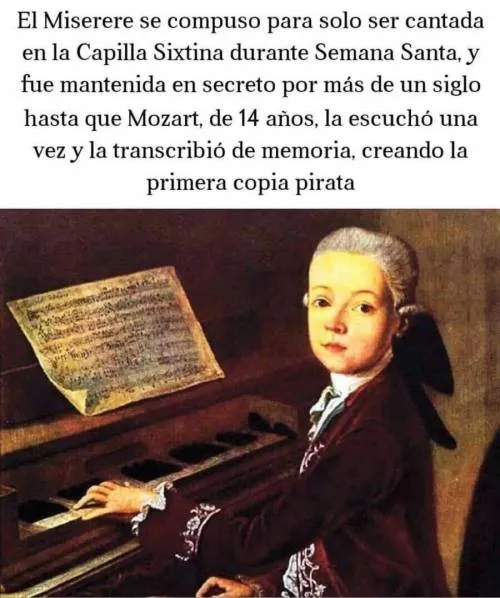 El Miserere se compuso para solo ser cantada
en la Capilla Sixtina durante Semana Santa, y
fue mantenida en secreto por más de un siglo
hasta que Mozart, de 14 años, la escuchó una
vez y la transcribió de memoria, creando la
primera copia pirata